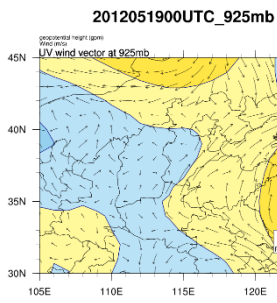 2012051900UTC_925mb
geopotential height (gpm)
Wind (m/s)
UV wind vector at 925mb
45N
40N
35N
30N
105E 110E 115E 120E